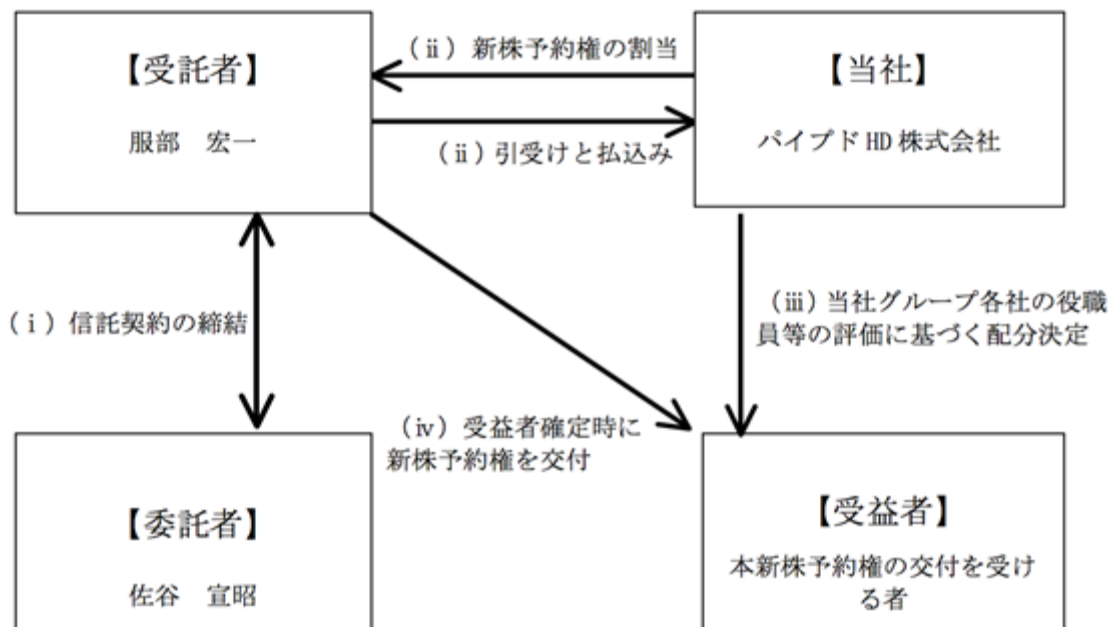 【受託者】
服部　宏一
(ⅱ) 新株予約権の割当
(ⅱ) 引受けと払込み
【当社】
パイプド HD 株式会社
(ⅰ) 信託契約の締結
(ⅲ) 当社グループ各社の役職
員等の評価に基づく配分決定
(ⅳ) 受益者確定時に
新株予約権を交付
【委託者】
佐谷　宣昭
【受益者】
本新株予約権の交付を受け
る者